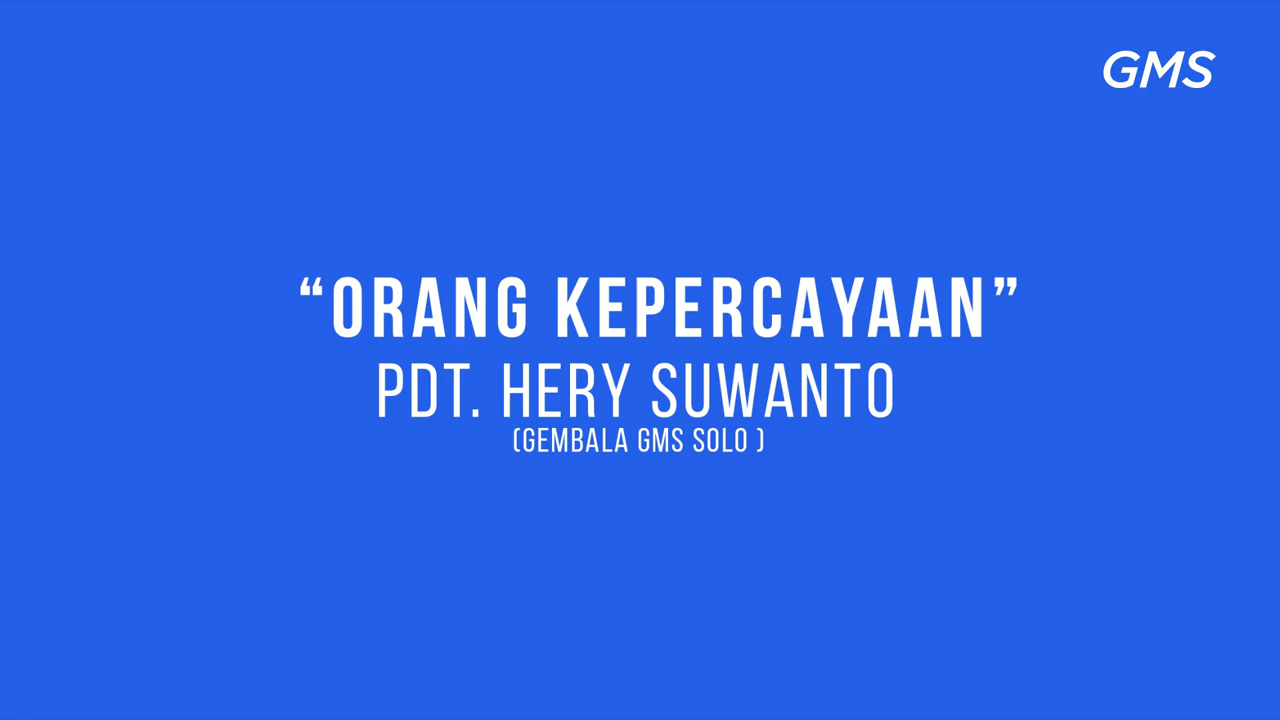 GMS
“ORANG KEPERCAYAAN”
PDT. HERY SUWANTO
(GEMBALA GMS SOLO )